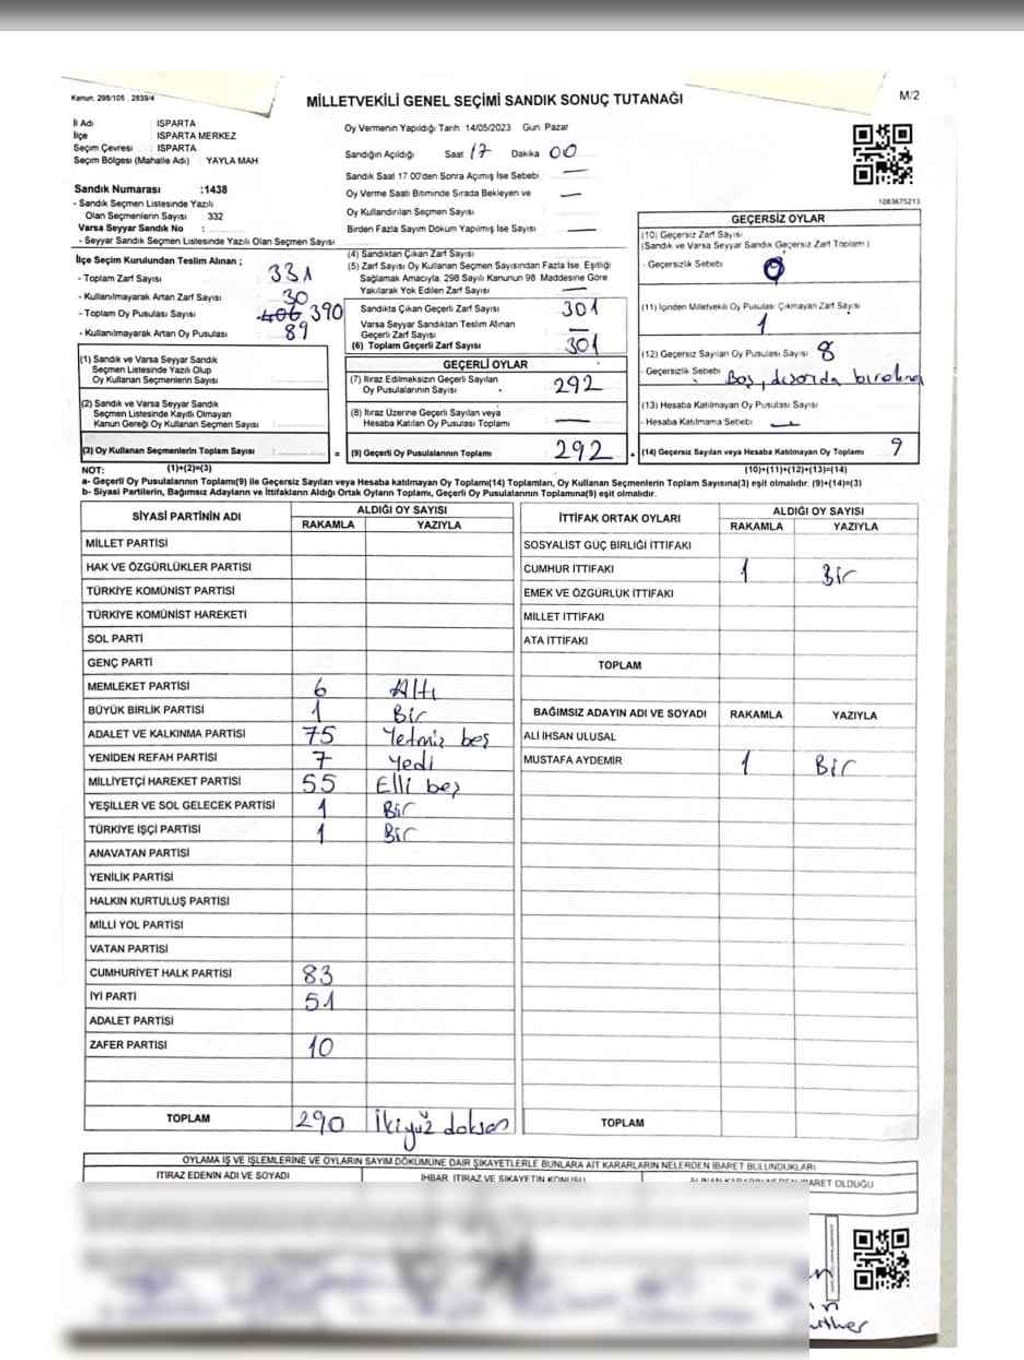 Kanun: 298/105 , 2839/4
MİLLETVEKİLİ GENEL SEÇİMİ SANDIK SONUÇ TUTANAĞI
M/2
İl Adı : ISPARTA
İlçe : ISPARTA MERKEZ
Seçim Çevresi : ISPARTA
Seçim Bölgesi (Mahalle Adı) YAYLA MAH
Sandık Numarası :1438
- Sandık Seçmen Listesinde Yazılı
Olan Seçmenlerin Sayısı : 332
Varsa Seyyar Sandık No :
- Seyyar Sandık Seçmen Listesinde Yazılı Olan Seçmen Sayısı
Oy Vermenin Yapıldığı Tarih: 14/05/2023 Gün: Pazar
Sandığın Açıldığı Saat 17 Dakika 00
Sandık Saat 17:00'den Sonra Açılmış İse Sebebi —
Oy Verme Saati Bitiminde Sırada Bekleyen ve —
Oy Kullandırılan Seçmen Sayısı
Birden Fazla Sayım Döküm Yapılmış İse Sayısı —
1083675213
İlçe Seçim Kurulundan Teslim Alınan ;
- Toplam Zarf Sayısı 331
- Kullanılmayarak Artan Zarf Sayısı 30
- Toplam Oy Pusulası Sayısı 406 390
- Kullanılmayarak Artan Oy Pusulası 89
(1) Sandık ve Varsa Seyyar Sandık
Seçmen Listesinde Yazılı Olup
Oy Kullanan Seçmenlerin Sayısı
(2) Sandık ve Varsa Seyyar Sandık
Seçmen Listesinde Kayıtlı Olmayan
Kanun Gereği Oy Kullanan Seçmen Sayısı
(3) Oy Kullanan Seçmenlerin Toplam Sayısı =
(4) Sandıktan Çıkan Zarf Sayısı
(5) Zarf Sayısı Oy Kullanan Seçmen Sayısından Fazla İse, Eşitliği
Sağlamak Amacıyla, 298 Sayılı Kanunun 98. Maddesine Göre
Yakılarak Yok Edilen Zarf Sayısı —
Sandıkta Çıkan Geçerli Zarf Sayısı 301
Varsa Seyyar Sandıktan Teslim Alınan
Geçerli Zarf Sayısı —
(6) Toplam Geçerli Zarf Sayısı 301
GEÇERLİ OYLAR
(7) İtiraz Edilmeksizin Geçerli Sayılan
Oy Pusulalarının Sayısı 292
(8) İtiraz Üzerine Geçerli Sayılan veya
Hesaba Katılan Oy Pusulası Toplamı —
(9) Geçerli Oy Pusulalarının Toplamı 292 +
GEÇERSİZ OYLAR
(10) Geçersiz Zarf Sayısı
(Sandık ve Varsa Seyyar Sandık Geçersiz Zarf Toplamı)
- Geçersizlik Sebebi
(11) İçinden Milletvekili Oy Pusulası Çıkmayan Zarf Sayısı
1
(12) Geçersiz Sayılan Oy Pusulası Sayısı 8
- Geçersizlik Sebebi Boş, dışarda bırakma
(13) Hesaba Katılmayan Oy Pusulası Sayısı
- Hesaba Katılmama Sebebi —
(14) Geçersiz Sayılan veya Hesaba Katılmayan Oy Toplamı 9
NOT: (1)+(2)=(3) (10)+(11)+(12)+(13)=(14)
a- Geçerli Oy Pusulalarının Toplamı(9) ile Geçersiz Sayılan veya Hesaba katılmayan Oy Toplamı(14) Toplamları, Oy Kullanan Seçmenlerin Toplam Sayısına(3) eşit olmalıdır. (9)+(14)=(3)
b- Siyasi Partilerin, Bağımsız Adayların ve İttifakların Aldığı Ortak Oyların Toplamı, Geçerli Oy Pusulalarının Toplamına(9) eşit olmalıdır.
SİYASİ PARTİNİN ADI ALDIĞI OY SAYISI
RAKAMLA YAZIYLA
MİLLET PARTİSİ
HAK VE ÖZGÜRLÜKLER PARTİSİ
TÜRKİYE KOMÜNİST PARTİSİ
TÜRKİYE KOMÜNİST HAREKETİ
SOL PARTİ
GENÇ PARTİ
MEMLEKET PARTİSİ 6 Altı
BÜYÜK BİRLİK PARTİSİ 1 Bir
ADALET VE KALKINMA PARTİSİ 75 Yetmiş beş
YENİDEN REFAH PARTİSİ 7 Yedi
MİLLİYETÇİ HAREKET PARTİSİ 55 Elli beş
YEŞİLLER VE SOL GELECEK PARTİSİ 1 Bir
TÜRKİYE İŞÇİ PARTİSİ 1 Bir
ANAVATAN PARTİSİ
YENİLİK PARTİSİ
HALKIN KURTULUŞ PARTİSİ
MİLLİ YOL PARTİSİ
VATAN PARTİSİ
CUMHURİYET HALK PARTİSİ 83
İYİ PARTİ 51
ADALET PARTİSİ
ZAFER PARTİSİ 10
TOPLAM 290 İkiyüz doksan
İTTİFAK ORTAK OYLARI ALDIĞI OY SAYISI
RAKAMLA YAZIYLA
SOSYALİST GÜÇ BİRLİĞİ İTTİFAKI
CUMHUR İTTİFAKI 1 Bir
EMEK VE ÖZGÜRLÜK İTTİFAKI
MİLLET İTTİFAKI
ATA İTTİFAKI
TOPLAM
BAĞIMSIZ ADAYIN ADI VE SOYADI RAKAMLA YAZIYLA
ALİ İHSAN ULUSAL
MUSTAFA AYDEMİR 1 Bir
TOPLAM
OYLAMA İŞ VE İŞLEMLERİNE VE OYLARIN SAYIM DÖKÜMÜNE DAİR ŞİKAYETLERLE BUNLARA AİT KARARLARIN NELERDEN İBARET BULUNDUKLARI
İTİRAZ EDENİN ADI VE SOYADI
İHBAR, İTİRAZ VE ŞİKAYETİN KONUSU
OLDUĞU